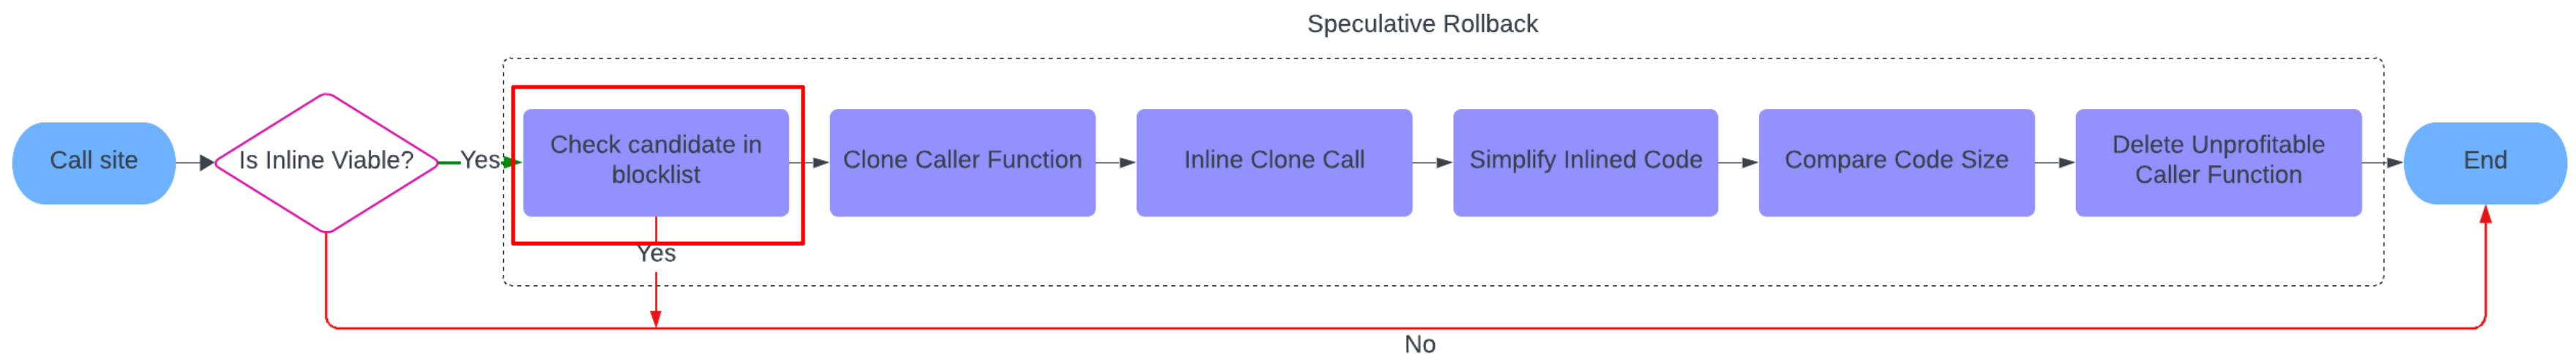 Speculative Rollback
Call site
Is Inline Viable?
Yes
Check candidate in
blocklist
Yes
Clone Caller Function
Inline Clone Call
Simplify Inlined Code
Compare Code Size
Delete Unprofitable
Caller Function
End
No